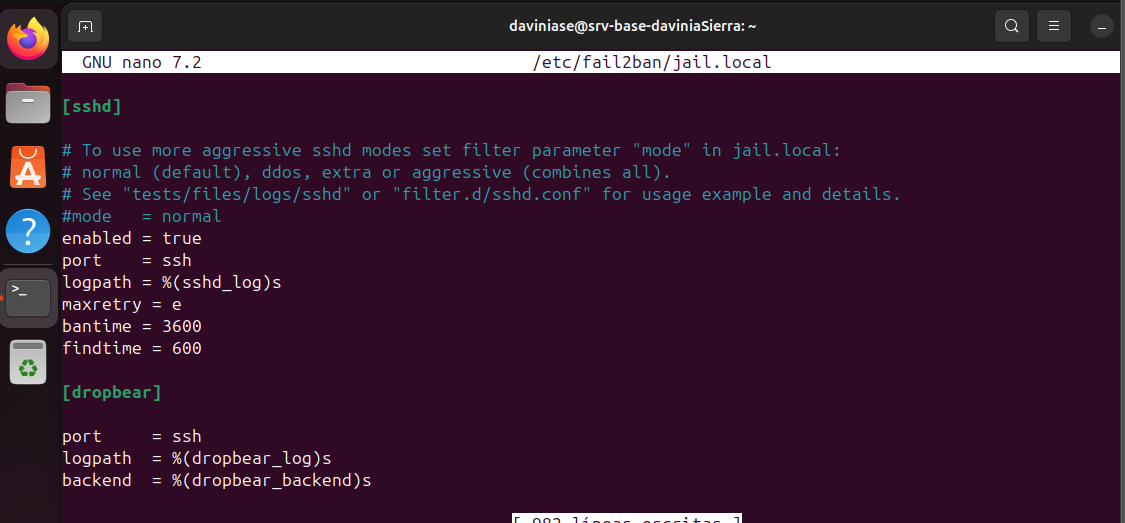 daviniase@srv-base-daviniaSierra: ~
GNU nano 7.2 /etc/fail2ban/jail.local
[sshd]
# To use more aggressive sshd modes set filter parameter "mode" in jail.local:
# normal (default), ddos, extra or aggressive (combines all).
# See "tests/files/logs/sshd" or "filter.d/sshd.conf" for usage example and details.
#mode   = normal
enabled = true
port    = ssh
logpath = %(sshd_log)s
maxretry = e
bantime = 3600
findtime = 600
[dropbear]
port     = ssh
logpath  = %(dropbear_log)s
backend  = %(dropbear_backend)s
[ 982 líneas escritas ]